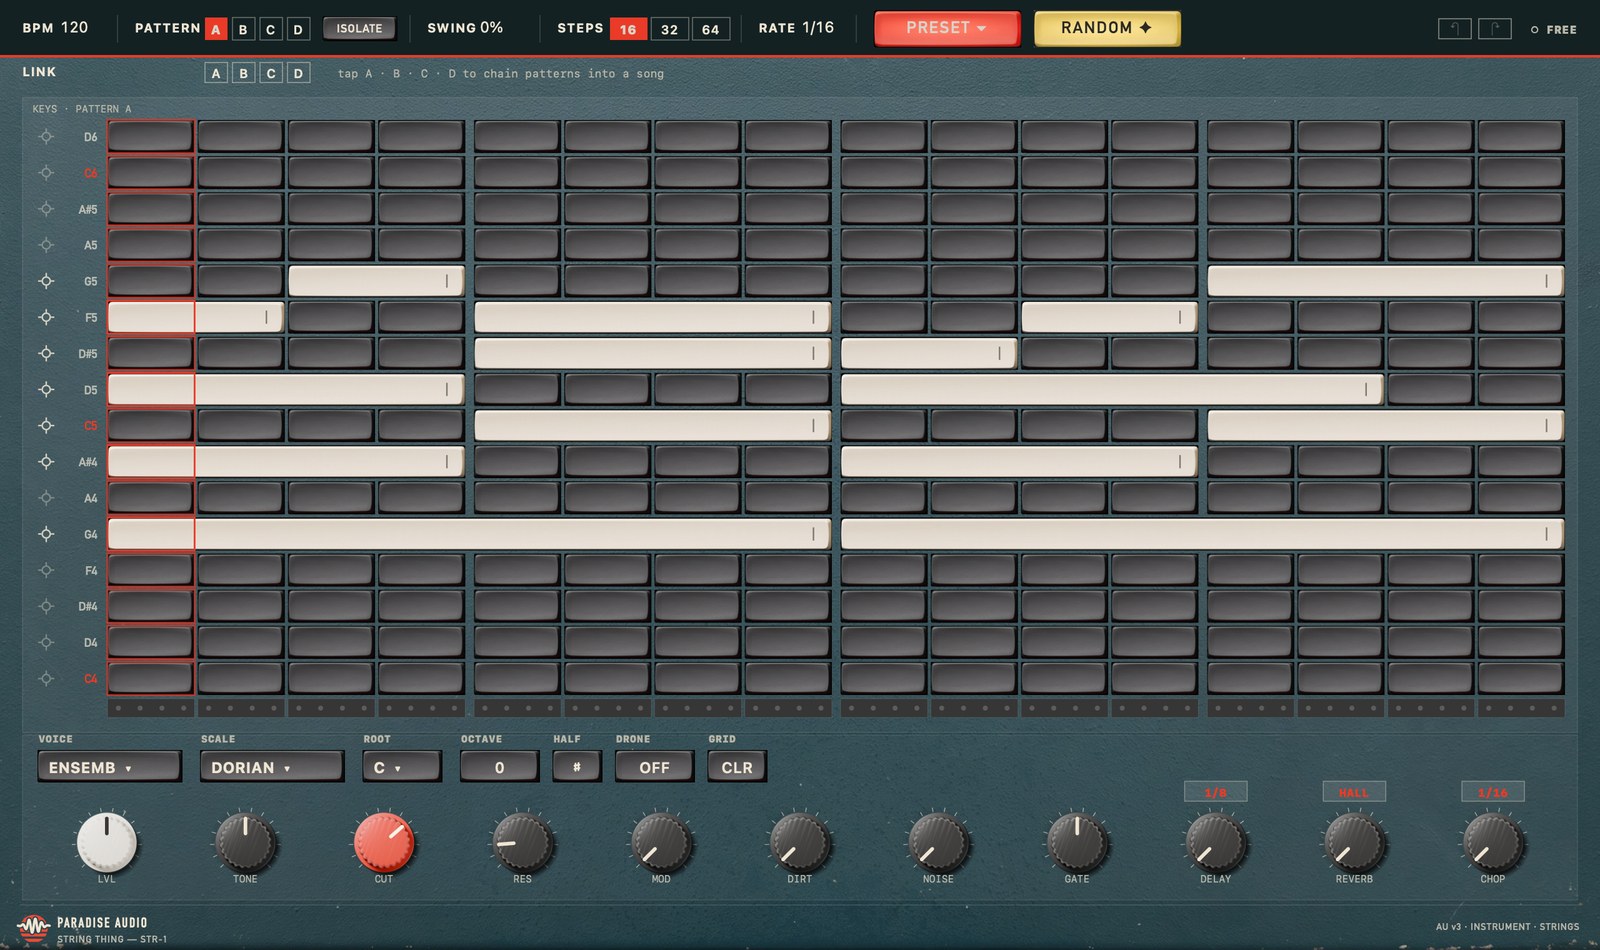 BPM 120 PATTERN A B C D ISOLATE SWING 0% STEPS 16 32 64 RATE 1/16 PRESET ▾ RANDOM ✦ FREE
LINK A B C D tap A · B · C · D to chain patterns into a song
KEYS · PATTERN A
D6
C6
A#5
A5
G5
F5
D#5
D5
C5
A#4
A4
G4
F4
D#4
D4
C4
VOICE SCALE ROOT OCTAVE HALF DRONE GRID
ENSEMB ▾ DORIAN ▾ C ▾ 0 # OFF CLR
1/8 HALL 1/16
LVL TONE CUT RES MOD DIRT NOISE GATE DELAY REVERB CHOP
PARADISE AUDIO
STRING THING — STR-1
AU v3 · INSTRUMENT · STRINGS